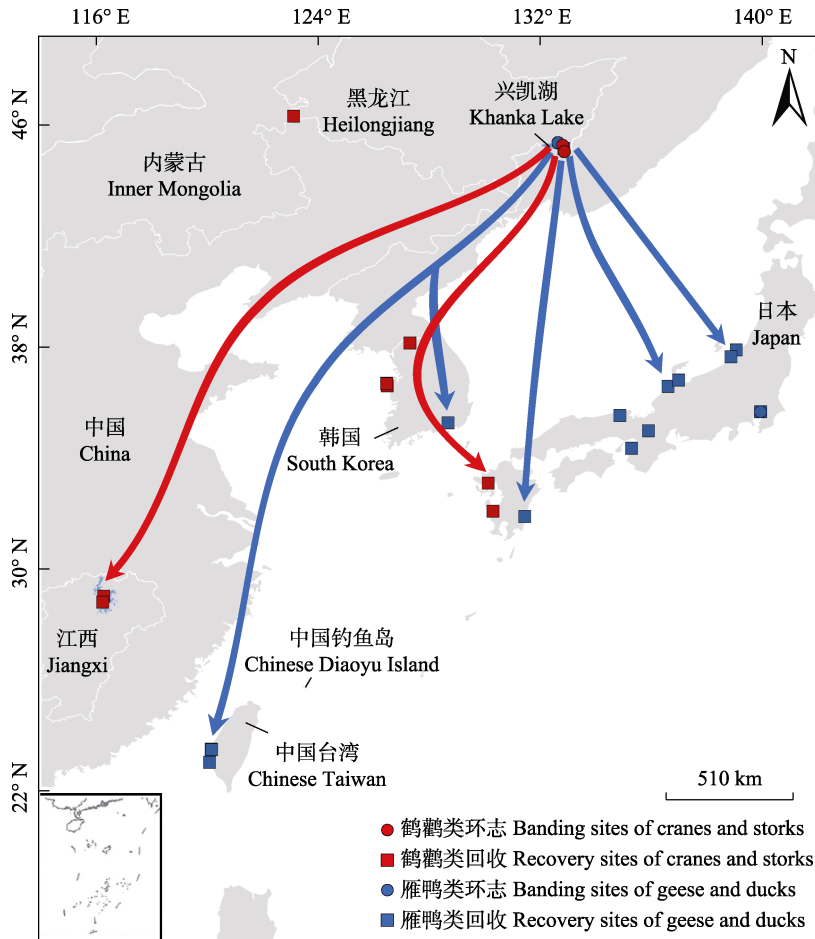 116° E
124° E
132° E
140° E
N
46° N
38° N
30° N
22° N
黑龙江
Heilongjiang
兴凯湖
Khanka Lake
内蒙古
Inner Mongolia
日本
Japan
中国
China
韩国
South Korea
江西
Jiangxi
中国钓鱼岛
Chinese Diaoyu Island
中国台湾
Chinese Taiwan
510 km
鹤鹳类环志 Banding sites of cranes and storks
鹤鹳类回收 Recovery sites of cranes and storks
雁鸭类环志 Banding sites of geese and ducks
雁鸭类回收 Recovery sites of geese and ducks